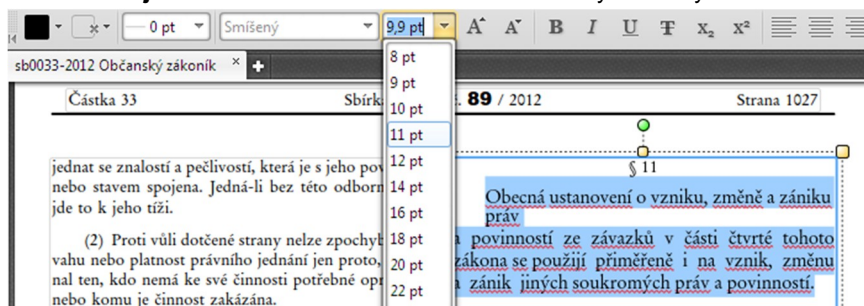 0 pt Smíšený 9,9 pt A A B I U T X₂ X²
sb0033-2012 Občanský zákoník × +
8 pt
9 pt
10 pt
11 pt
12 pt
14 pt
16 pt
18 pt
20 pt
22 pt
Částka 33 Sbírk 89 / 2012 Strana 1027
jednat se znalostí a pečlivostí, která je s jeho pov
nebo stavem spojena. Jedná-li bez této odborn
jde to k jeho tíži.
(2) Proti vůli dotčené strany nelze zpochyb
vahu nebo platnost právního jednání jen proto,
nal ten, kdo nemá ke své činnosti potřebné opr
nebo komu je činnost zakázána.
§ 11
Obecná ustanovení o vzniku, změně a zániku
práv
a povinností ze závazků v části čtvrté tohoto
zákona se použijí přiměřeně i na vznik, změnu
a zánik jiných soukromých práv a povinností.